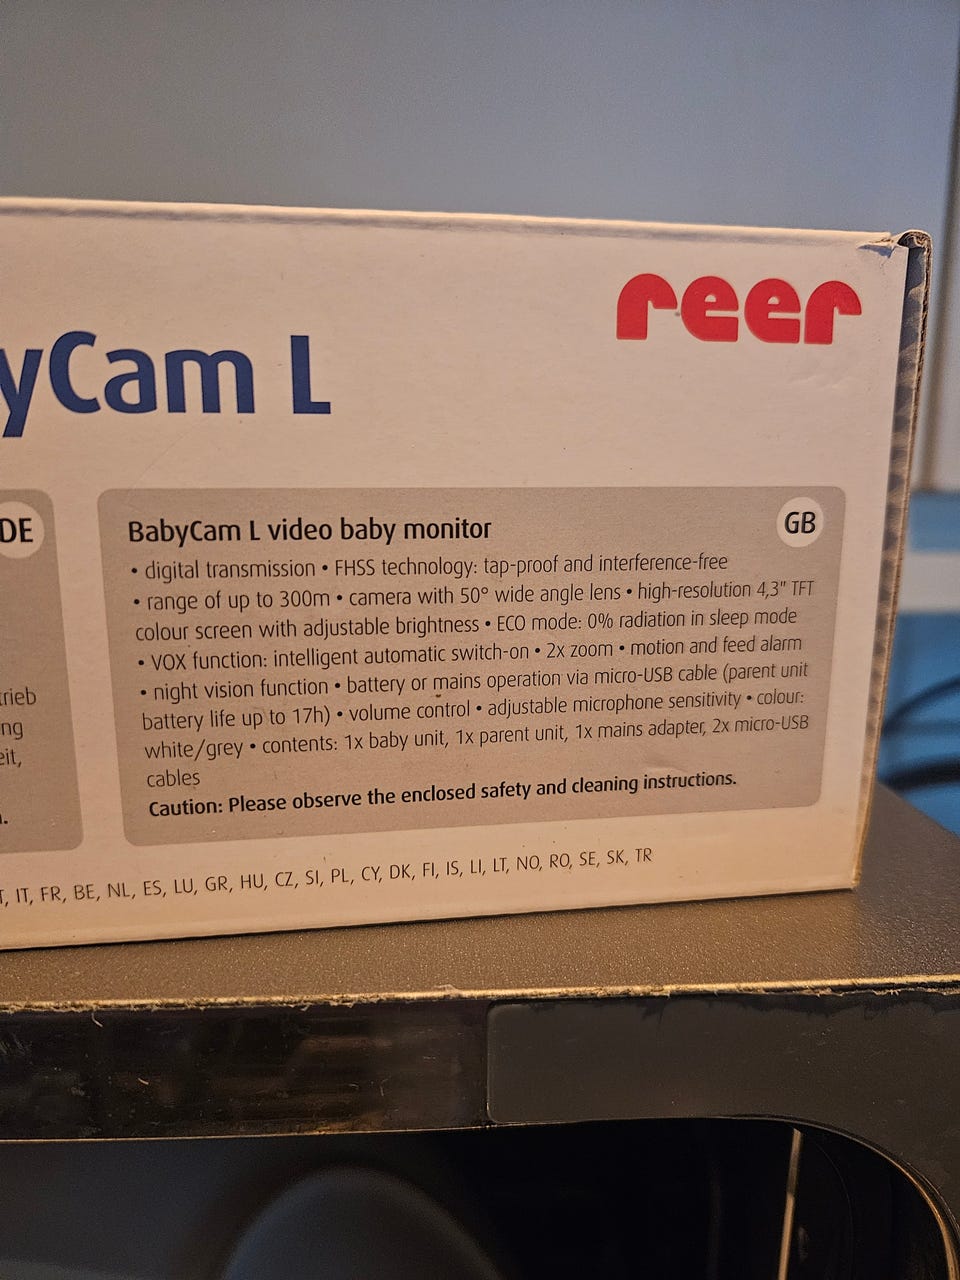 reer
yCam L
DE
trieb
ng
eit,
BabyCam L video baby monitor
GB
• digital transmission • FHSS technology: tap-proof and interference-free
• range of up to 300m • camera with 50° wide angle lens • high-resolution 4,3" TFT
colour screen with adjustable brightness • ECO mode: 0% radiation in sleep mode
• VOX function: intelligent automatic switch-on • 2x zoom • motion and feed alarm
• night vision function • battery or mains operation via micro-USB cable (parent unit
battery life up to 17h) • volume control • adjustable microphone sensitivity • colour:
white/grey • contents: 1x baby unit, 1x parent unit, 1x mains adapter, 2x micro-USB
cables
Caution: Please observe the enclosed safety and cleaning instructions.
IT, FR, BE, NL, ES, LU, GR, HU, CZ, SI, PL, CY, DK, FI, IS, LI, LT, NO, RO, SE, SK, TR